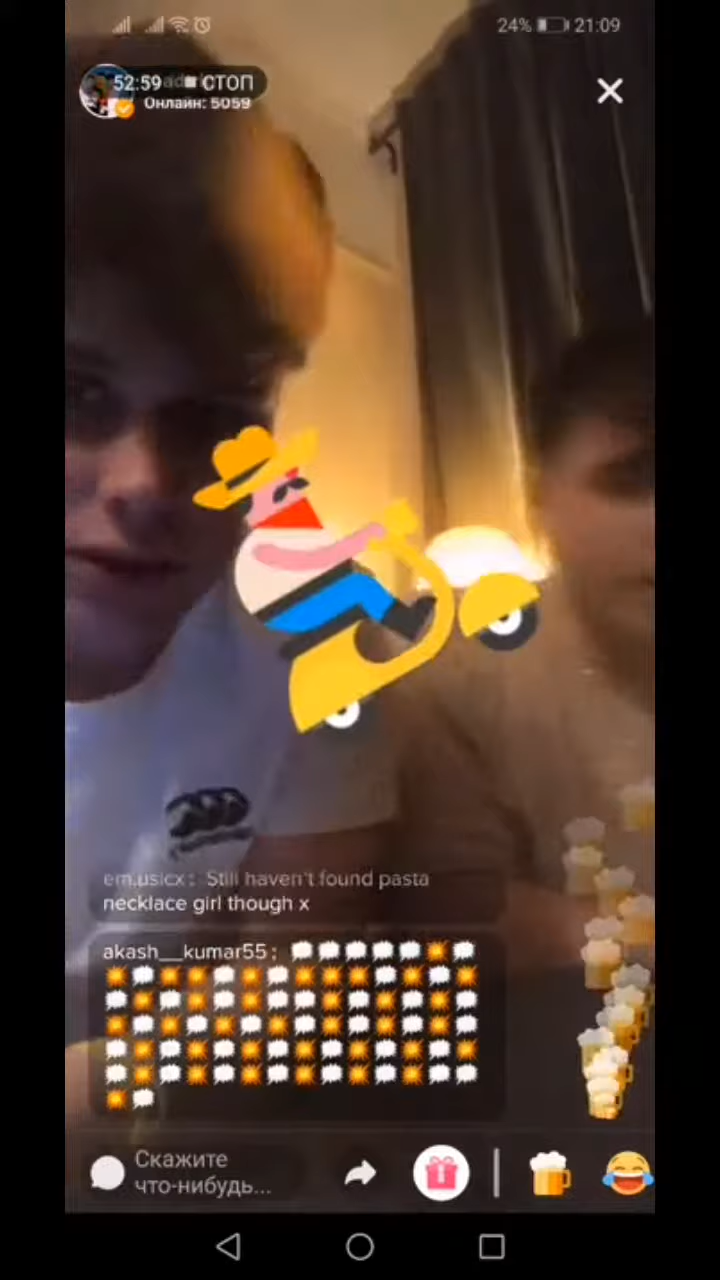 24% 21:09
52:59 СТОП
Онлайн: 5059
em.usicx: Still haven't found pasta
necklace girl though x
akash__kumar55:
Скажите
что-нибудь...